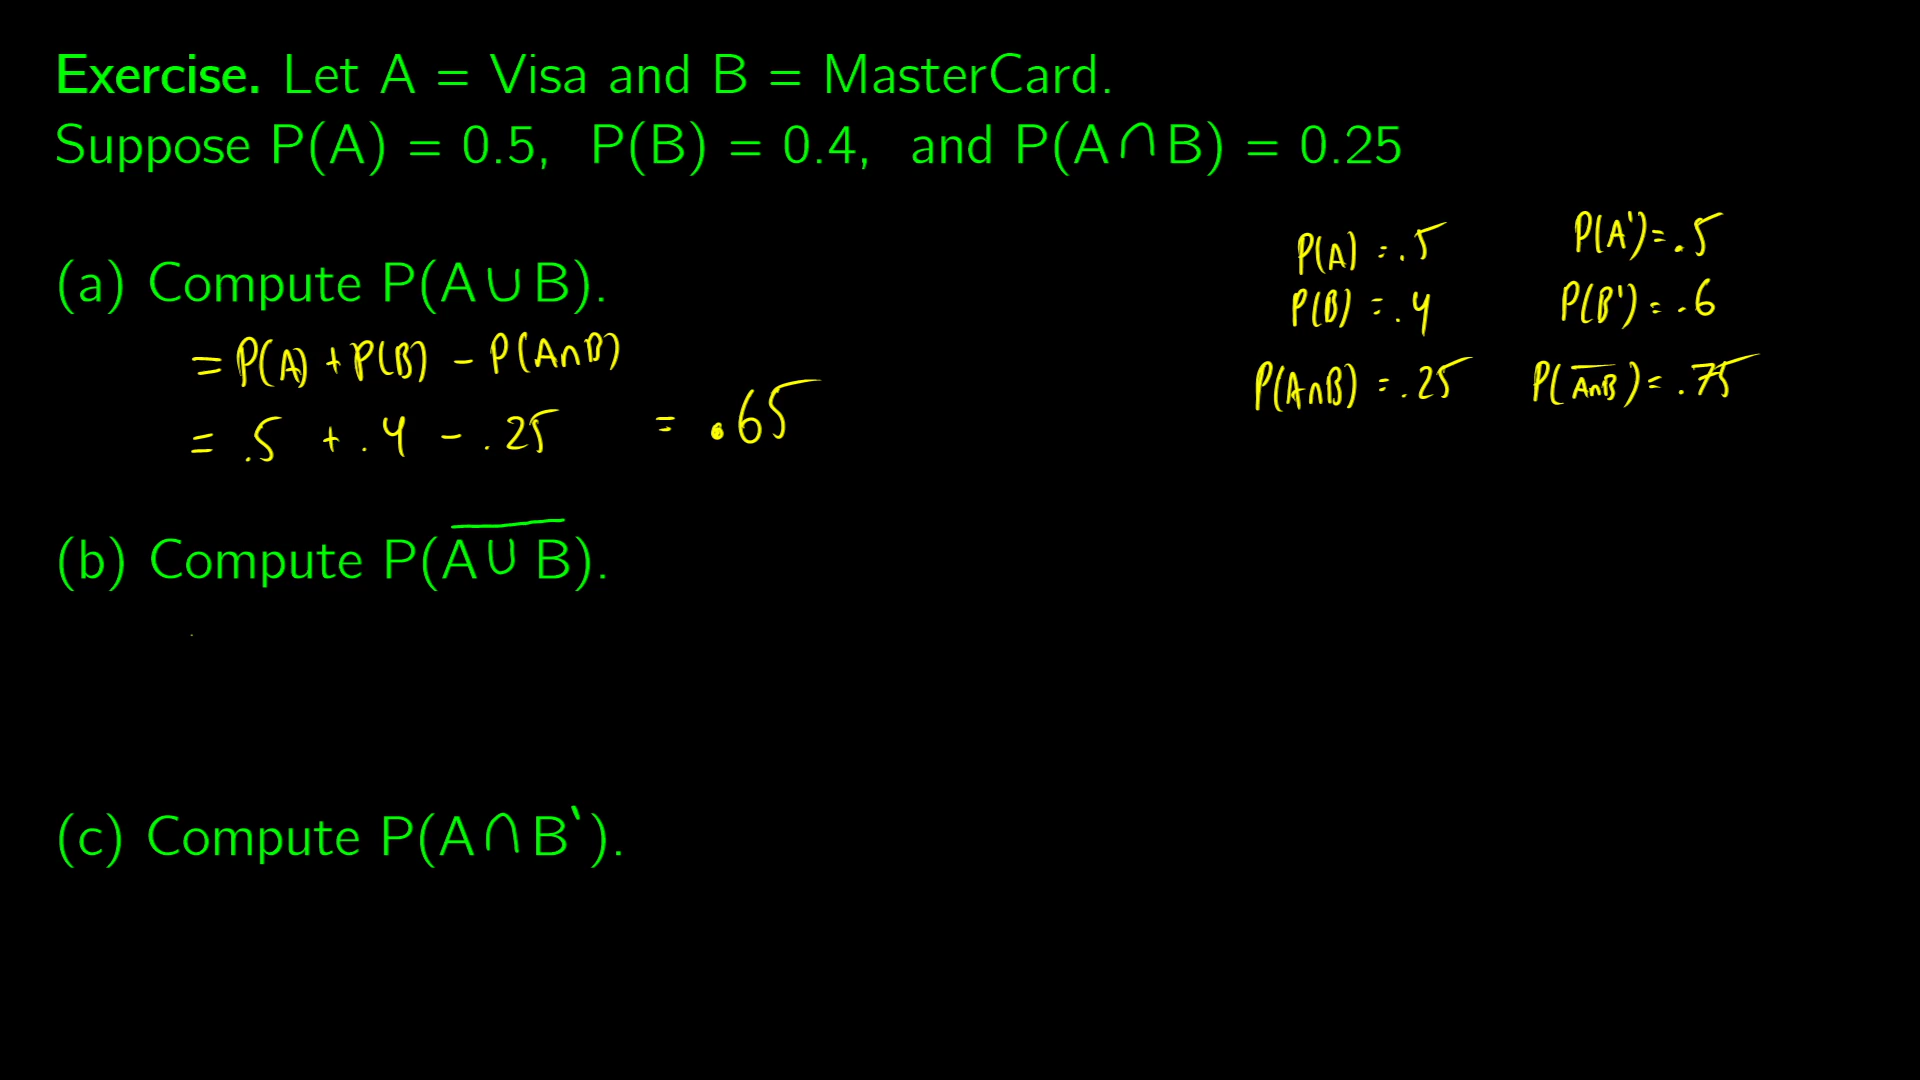 Exercise. Let A = Visa and B = MasterCard.
Suppose P(A) = 0.5, P(B) = 0.4, and P(A∩B) = 0.25
P(A) = .5 P(A') = .5
(a) Compute P(A∪B).
P(B) = .4 P(B') = .6
= P(A) + P(B) - P(A∩B)
P(A∩B) = .25 P(A̅∩̅B̅) = .75
= .5 + .4 - .25 = .65
(b) Compute P(A̅∪̅B̅).
(c) Compute P(A∩B`).